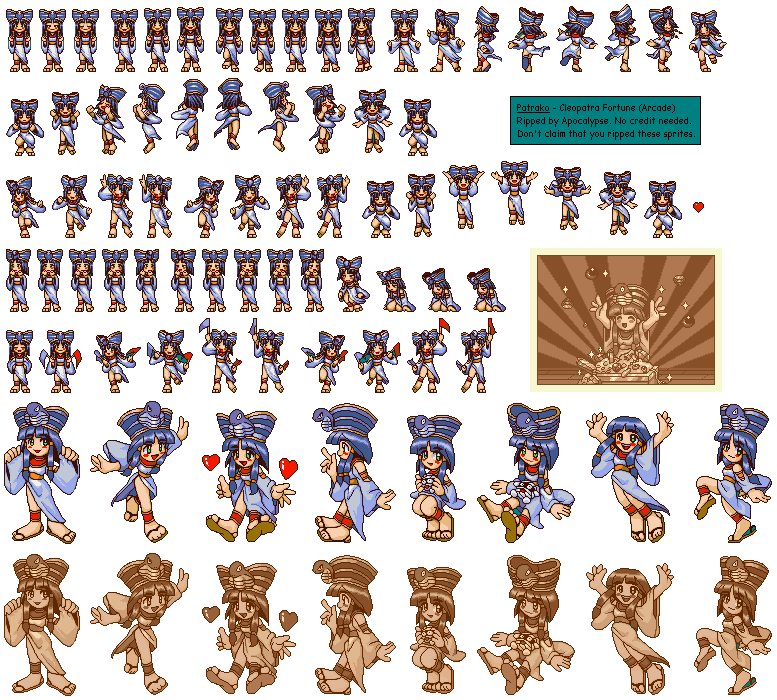 Patrako - Cleopatra Fortune (Arcade)
Ripped by Apocalypse. No credit needed.
Don't claim that you ripped these sprites.